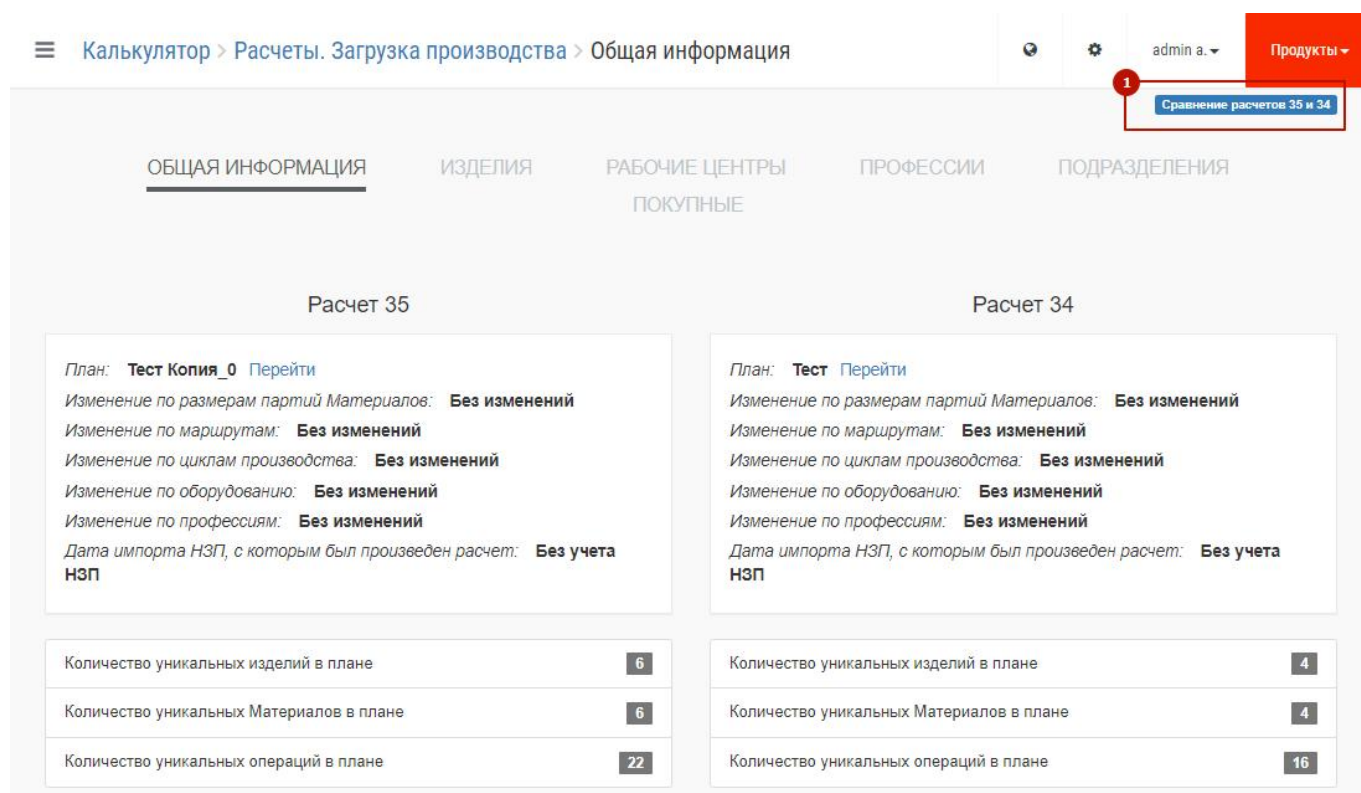 Калькулятор > Расчеты. Загрузка производства > Общая информация
admin a.
Продукты
1
Сравнение расчетов 35 и 34
ОБЩАЯ ИНФОРМАЦИЯ ИЗДЕЛИЯ РАБОЧИЕ ЦЕНТРЫ ПРОФЕССИИ ПОДРАЗДЕЛЕНИЯ
ПОКУПНЫЕ
Расчет 35
План: Тест Копия_0 Перейти
Изменение по размерам партий Материалов: Без изменений
Изменение по маршрутам: Без изменений
Изменение по циклам производства: Без изменений
Изменение по оборудованию: Без изменений
Изменение по профессиям: Без изменений
Дата импорта НЗП, с которым был произведен расчет: Без учета
НЗП
Количество уникальных изделий в плане 6
Количество уникальных Материалов в плане 6
Количество уникальных операций в плане 22
Расчет 34
План: Тест Перейти
Изменение по размерам партий Материалов: Без изменений
Изменение по маршрутам: Без изменений
Изменение по циклам производства: Без изменений
Изменение по оборудованию: Без изменений
Изменение по профессиям: Без изменений
Дата импорта НЗП, с которым был произведен расчет: Без учета
НЗП
Количество уникальных изделий в плане 4
Количество уникальных Материалов в плане 4
Количество уникальных операций в плане 16